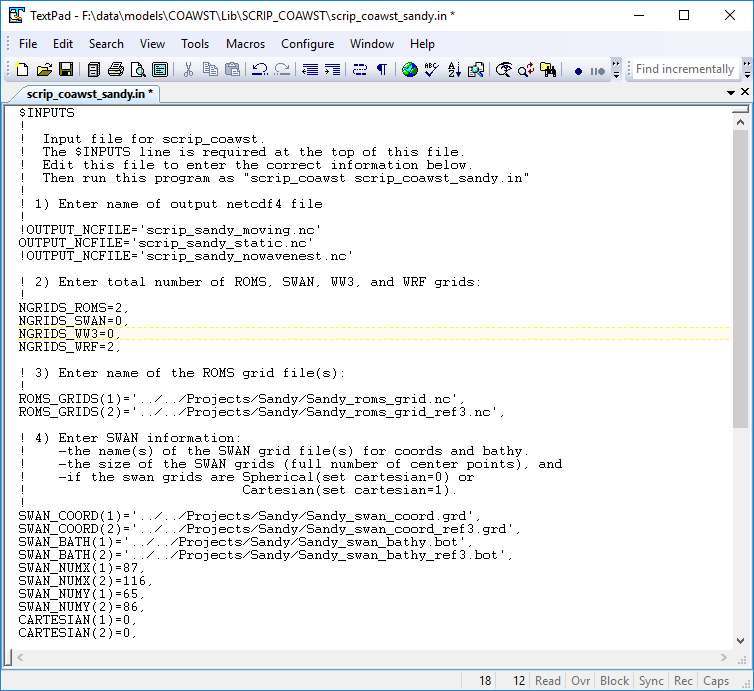 TextPad - F:\data\models\COAWST\Lib\SCRIP_COAWST\scrip_coawst_sandy.in *
File Edit Search View Tools Macros Configure Window Help
Find incrementally
scrip_coawst_sandy.in *
$INPUTS
!
!  Input file for scrip_coawst.
!  The $INPUTS line is required at the top of this file.
!  Edit this file to enter the correct information below.
!  Then run this program as "scrip_coawst scrip_coawst_sandy.in"
!
! 1) Enter name of output netcdf4 file
!
!OUTPUT_NCFILE='scrip_sandy_moving.nc'
OUTPUT_NCFILE='scrip_sandy_static.nc'
!OUTPUT_NCFILE='scrip_sandy_nowavenest.nc'
! 2) Enter total number of ROMS, SWAN, WW3, and WRF grids:
!
NGRIDS_ROMS=2,
NGRIDS_SWAN=0,
NGRIDS_WW3=0,
NGRIDS_WRF=2,
! 3) Enter name of the ROMS grid file(s):
!
ROMS_GRIDS(1)='../../Projects/Sandy/Sandy_roms_grid.nc',
ROMS_GRIDS(2)='../../Projects/Sandy/Sandy_roms_grid_ref3.nc',
! 4) Enter SWAN information:
!    -the name(s) of the SWAN grid file(s) for coords and bathy.
!    -the size of the SWAN grids (full number of center points), and
!    -if the swan grids are Spherical(set cartesian=0) or
!                           Cartesian(set cartesian=1).
!
SWAN_COORD(1)='../../Projects/Sandy/Sandy_swan_coord.grd',
SWAN_COORD(2)='../../Projects/Sandy/Sandy_swan_coord_ref3.grd',
SWAN_BATH(1)='../../Projects/Sandy/Sandy_swan_bathy.bot',
SWAN_BATH(2)='../../Projects/Sandy/Sandy_swan_bathy_ref3.bot',
SWAN_NUMX(1)=87,
SWAN_NUMX(2)=116,
SWAN_NUMY(1)=65,
SWAN_NUMY(2)=86,
CARTESIAN(1)=0,
CARTESIAN(2)=0,
18 12 Read Ovr Block Sync Rec Caps